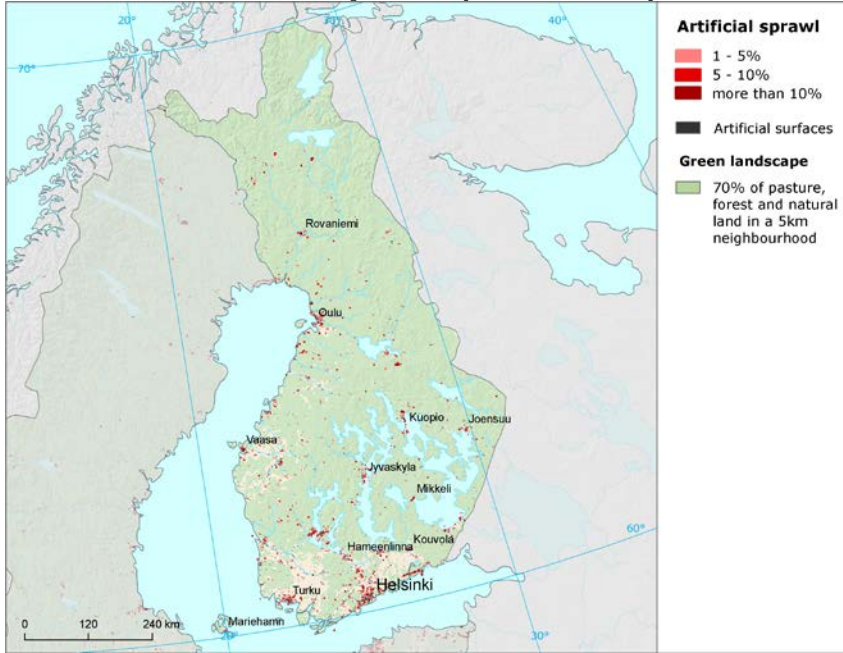 20°
30°
40°
70°
Rovaniemi
Oulu
Kuopio
Joensuu
Vaasa
Jyvaskyla
Mikkeli
60°
Kouvola
Hameenlinna
Helsinki
Turku
Mariehamn
0 120 240 km
20°
30°
Artificial sprawl
1 - 5%
5 - 10%
more than 10%
Artificial surfaces
Green landscape
70% of pasture,
forest and natural
land in a 5km
neighbourhood